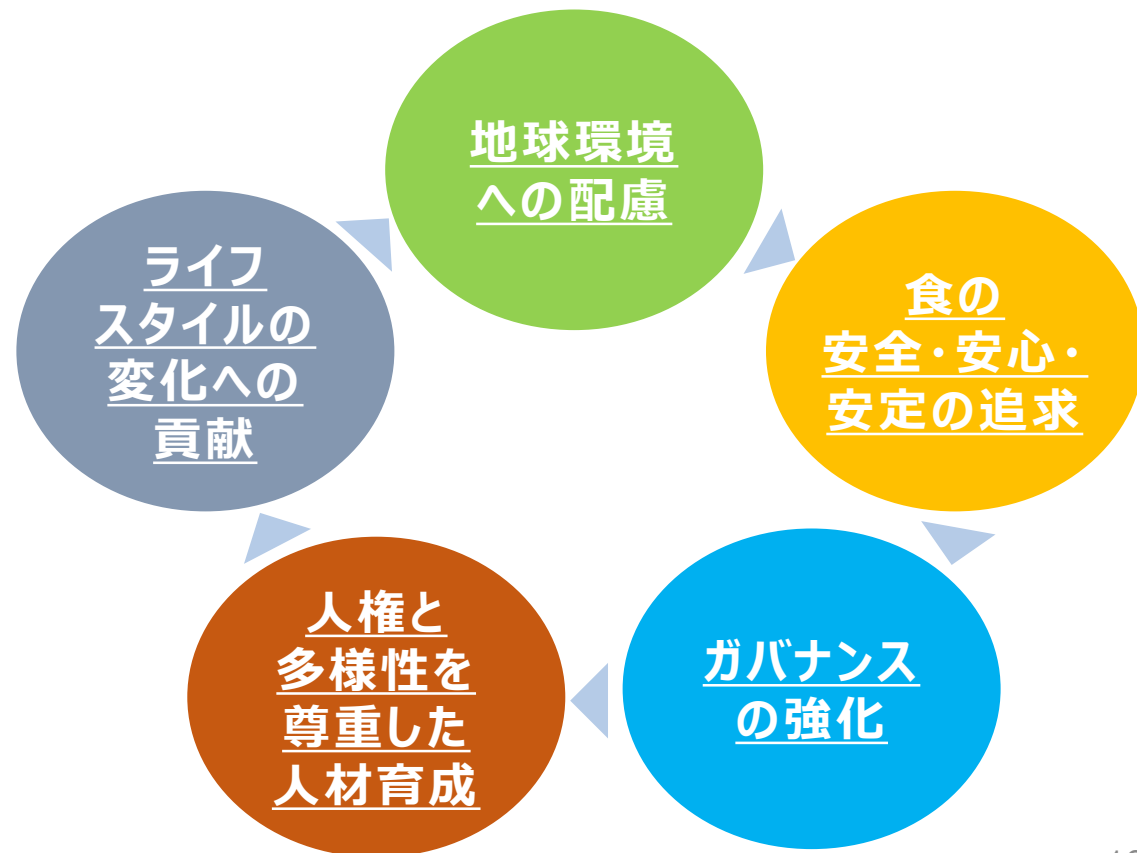 地球環境
への配慮
食の
安全・安心・
安定の追求
ガバナンス
の強化
人権と
多様性を
尊重した
人材育成
ライフ
スタイルの
変化への
貢献